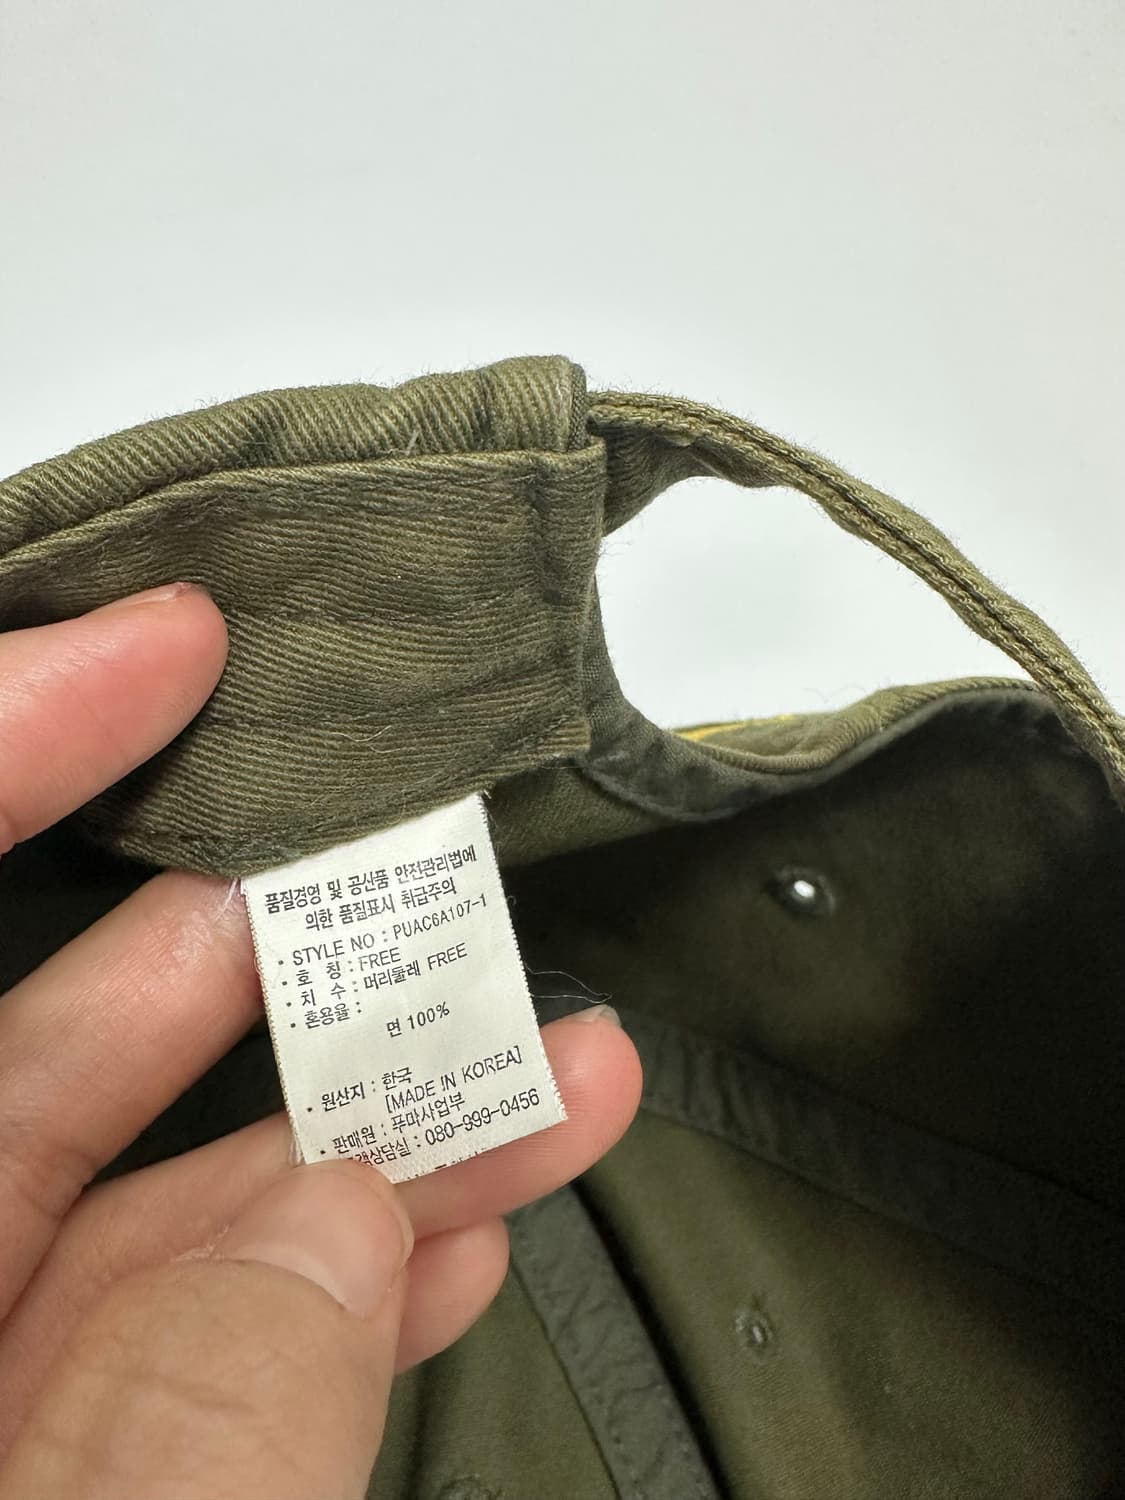 품질경영 및 공산품 안전관리법에
의한 품질표시 취급주의
• STYLE NO : PUAC6A107-1
• 호 칭 : FREE
• 치 수 : 머리둘레 FREE
• 혼용율 :
면 100%
• 원산지 : 한국
[MADE IN KOREA]
• 판매원 : 푸마사업부
고객상담실 : 080-999-0456